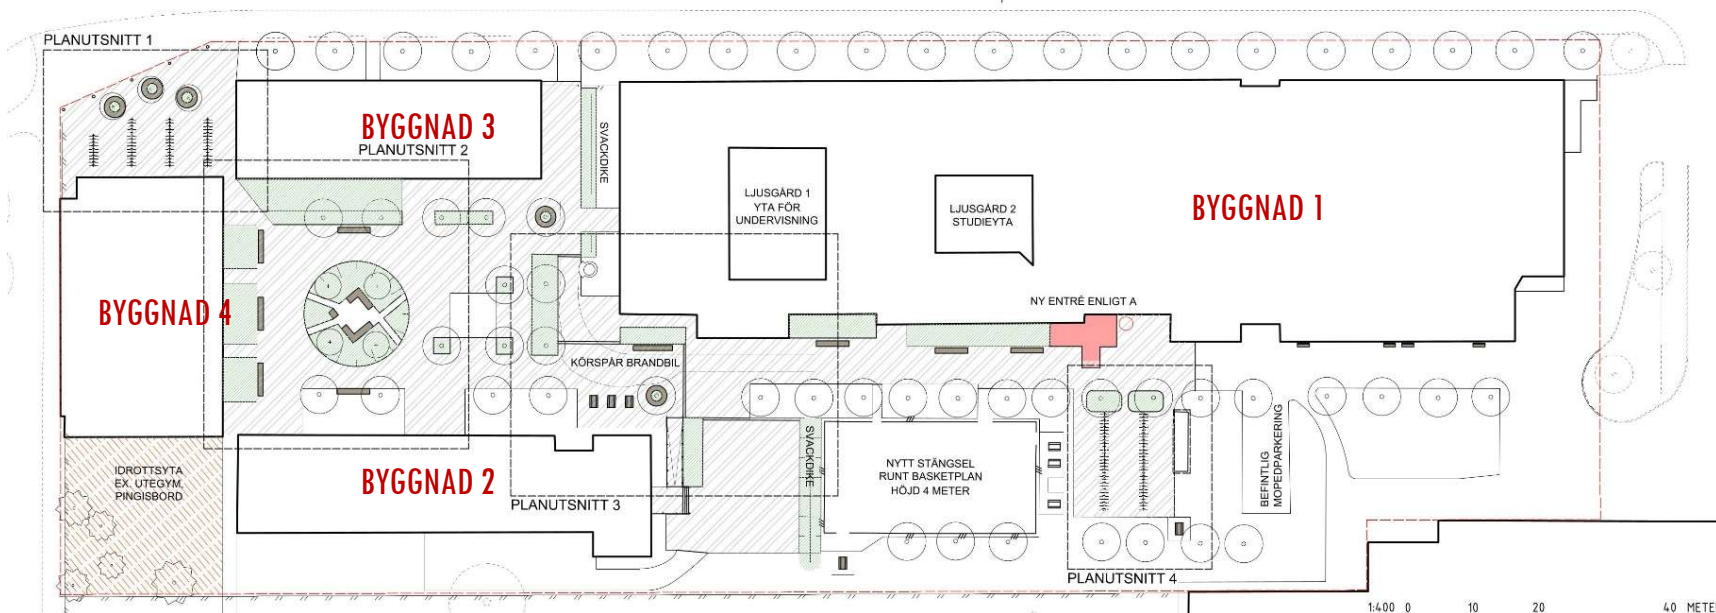 PLANUTSNITT 1
BYGGNAD 3
PLANUTSNITT 2
SVACKDIKE
LJUSGÅRD 1
YTA FÖR
UNDERVISNING
LJUSGÅRD 2
STUDIEYTA
BYGGNAD 1
BYGGNAD 4
NY ENTRÉ ENLIGT A
KÖRSPÅR BRANDBIL
IDROTTSYTA
EX. UTEGYM,
PINGISBORD
BYGGNAD 2
PLANUTSNITT 3
SVACKDIKE
NYTT STÄNGSEL
RUNT BASKETPLAN
HÖJD 4 METER
BEFINTLIG
MOPEDPARKERING
PLANUTSNITT 4
1:400 0 10 20 40 METE